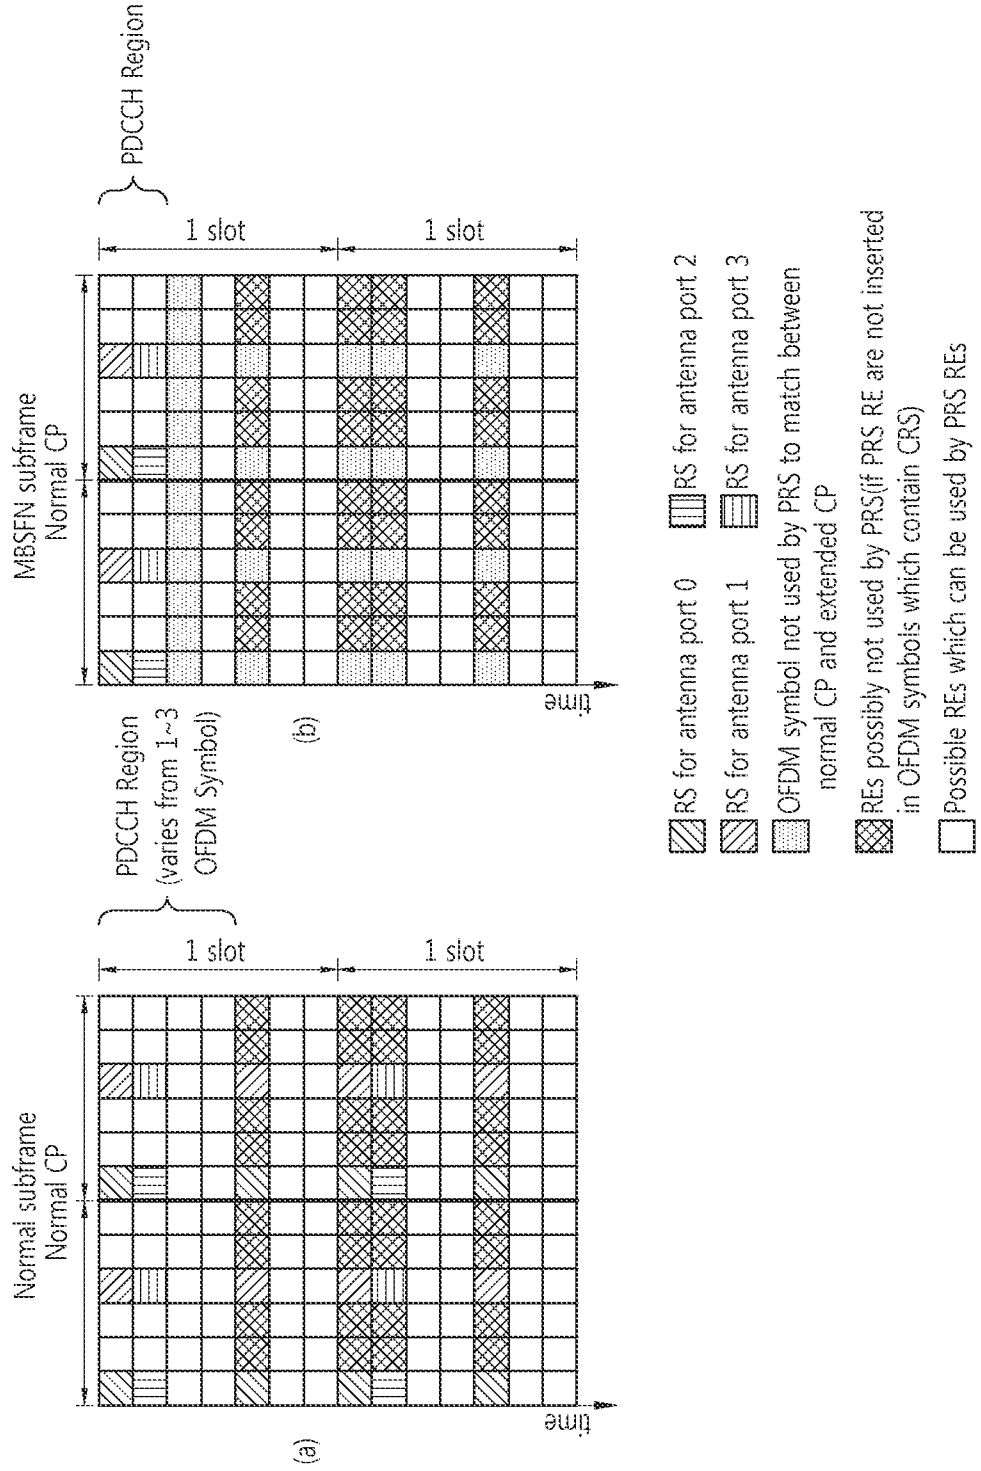 (a)
Normal subframe
Normal CP
time
1 slot
1 slot
PDCCH Region
(varies from 1~3
OFDM Symbol)
(b)
MBSFN subframe
Normal CP
time
1 slot
1 slot
PDCCH Region
RS for antenna port 0
RS for antenna port 2
RS for antenna port 1
RS for antenna port 3
OFDM symbol not used by PRS to match between
normal CP and extended CP
REs possibly not used by PRS(if PRS RE are not inserted
in OFDM symbols which contain CRS)
Possible REs which can be used by PRS REs